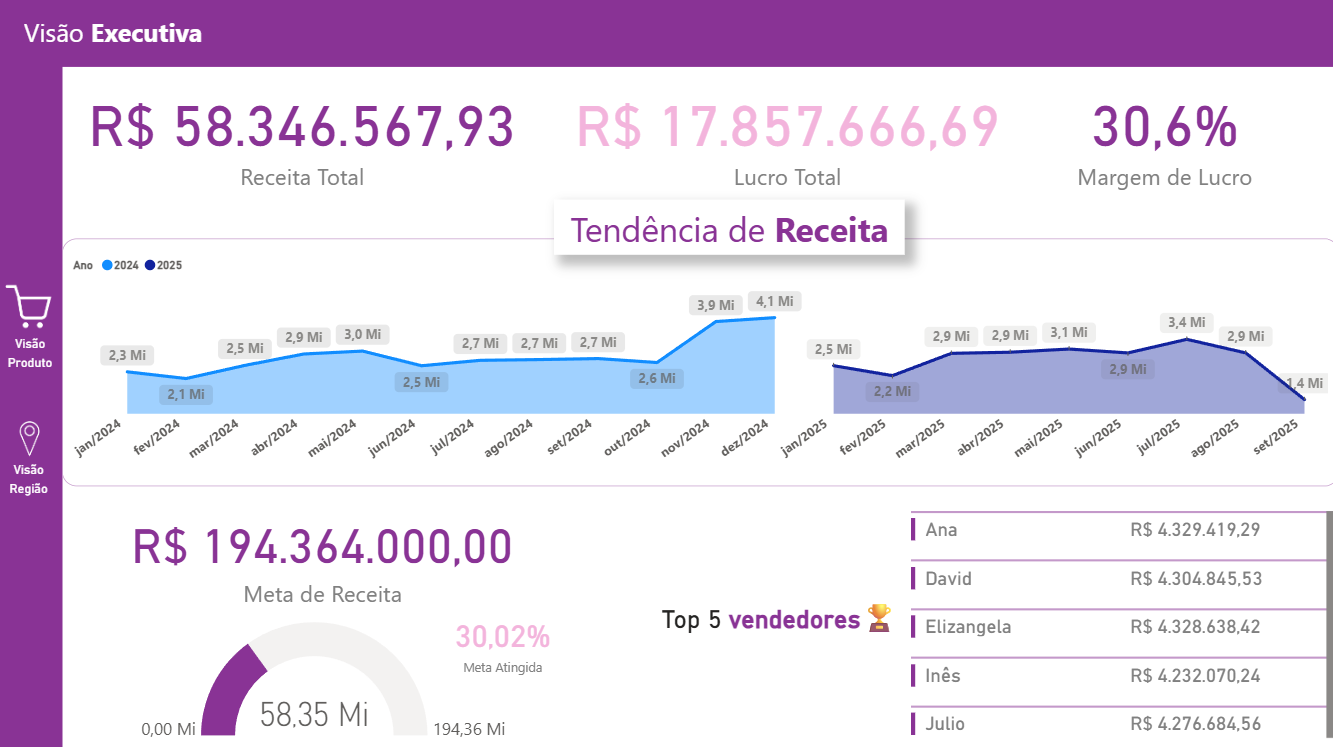 Visão Executiva
R$ 58.346.567,93
Receita Total
R$ 17.857.666,69
Lucro Total
30,6%
Margem de Lucro
Tendência de Receita
Ano 2024 2025
2,3 Mi
2,1 Mi
2,5 Mi
2,9 Mi
3,0 Mi
2,5 Mi
2,7 Mi
2,7 Mi
2,7 Mi
2,6 Mi
3,9 Mi
4,1 Mi
2,5 Mi
2,2 Mi
2,9 Mi
2,9 Mi
3,1 Mi
2,9 Mi
3,4 Mi
2,9 Mi
1,4 Mi
jan/2024
fev/2024
mar/2024
abr/2024
mai/2024
jun/2024
jul/2024
ago/2024
set/2024
out/2024
nov/2024
dez/2024
jan/2025
fev/2025
mar/2025
abr/2025
mai/2025
jun/2025
jul/2025
ago/2025
set/2025
Visão
Produto
Visão
Região
R$ 194.364.000,00
Meta de Receita
30,02%
Meta Atingida
58,35 Mi
0,00 Mi
194,36 Mi
Top 5 vendedores
Ana R$ 4.329.419,29
David R$ 4.304.845,53
Elizangela R$ 4.328.638,42
Inês R$ 4.232.070,24
Julio R$ 4.276.684,56